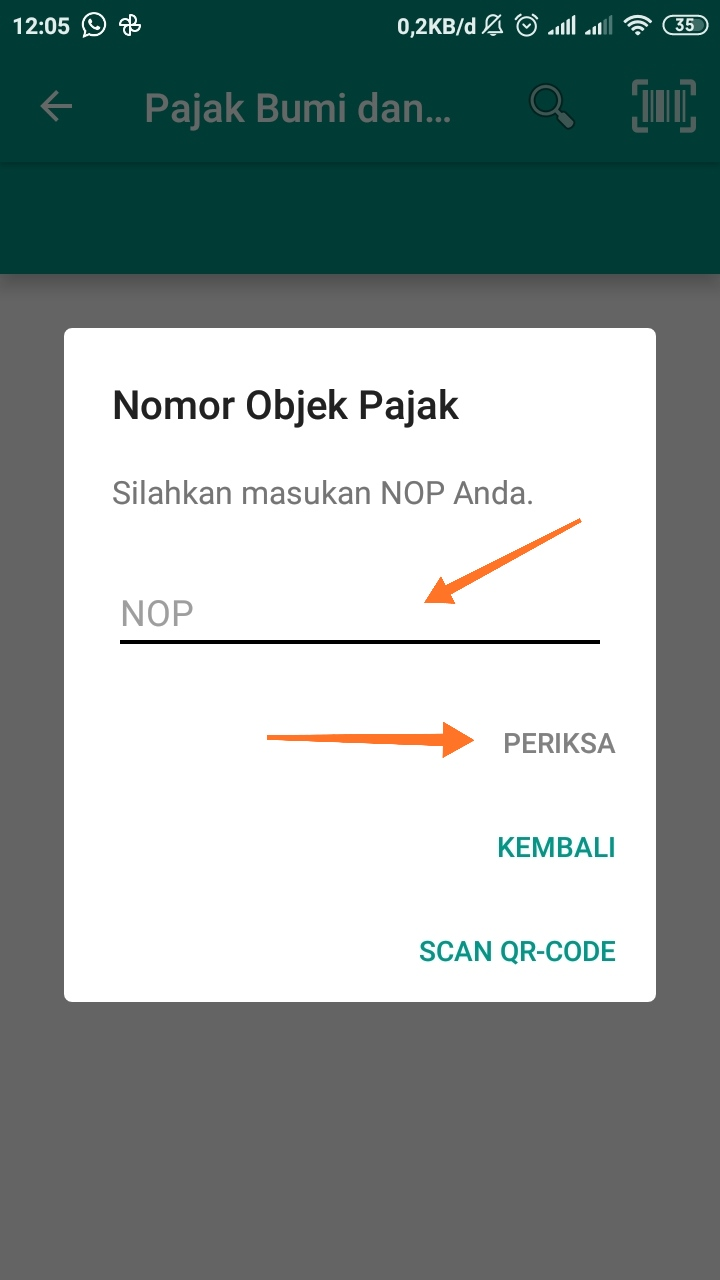 12:05 0,2KB/d 35
Pajak Bumi dan...
Nomor Objek Pajak
Silahkan masukan NOP Anda.
NOP
PERIKSA
KEMBALI
SCAN QR-CODE